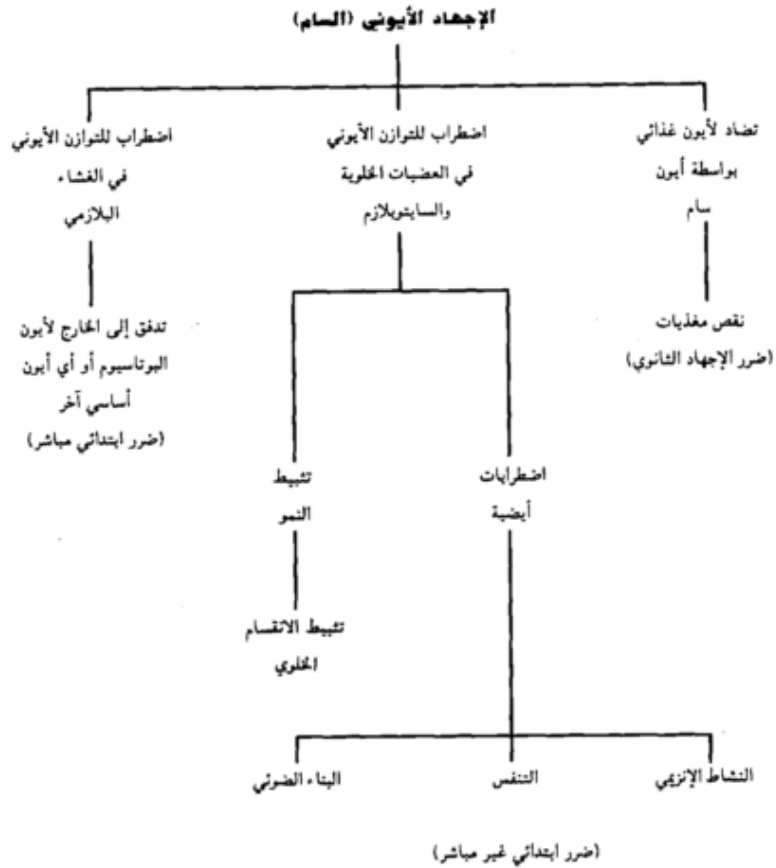 الإجهاد الأيوني (السام)
تضاد لأيون غذائي
بواسطة أيون
سام
نقص مغذيات
(ضرر الإجهاد الثانوي)
اضطراب للتوازن الأيوني
في العضيات الخلوية
والسايتوبلازم
اضطرابات
أيضية
النشاط الإنزيمي
التنفس
البناء الضوئي
تثبيط
النمو
تثبيط الانقسام
الخلوي
اضطراب للتوازن الأيوني
في الغشاء
البلازمي
تدفق إلى الخارج لأيون
البوتاسيوم أو أي أيون
أساسي آخر
(ضرر ابتدائي مباشر)
(ضرر ابتدائي غير مباشر)